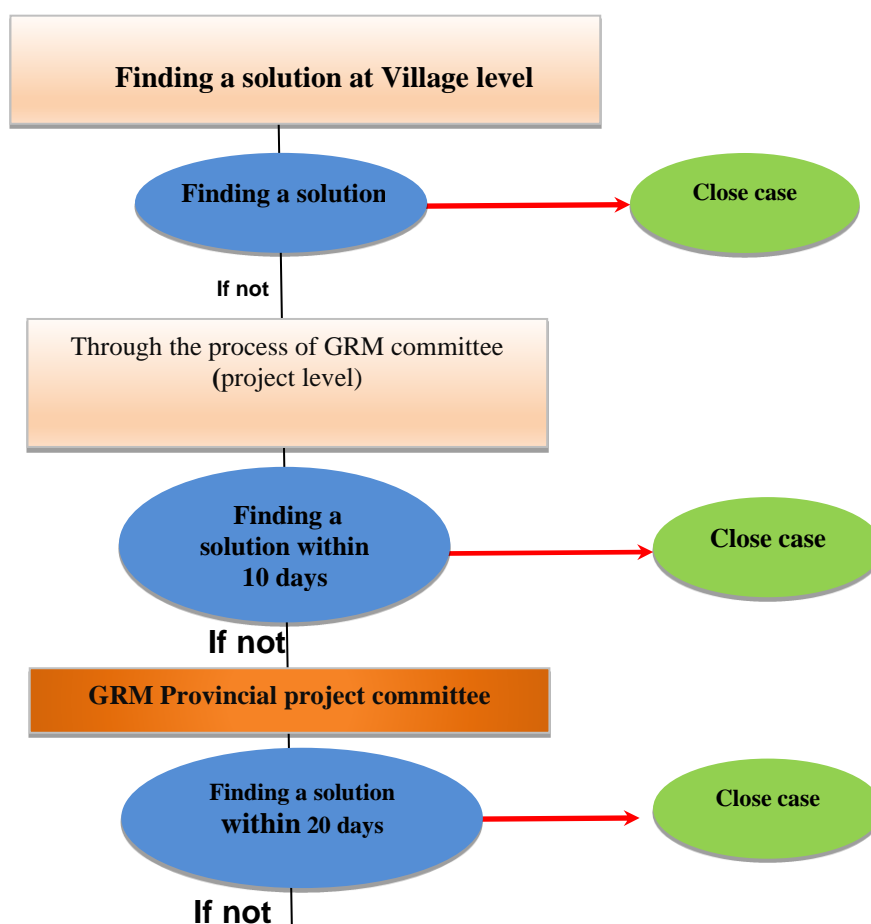 Finding a solution at Village level
Finding a solution
Close case
If not
Through the process of GRM committee
(project level)
Finding a
solution within
10 days
Close case
If not
GRM Provincial project committee
Finding a solution
within 20 days
Close case
If not